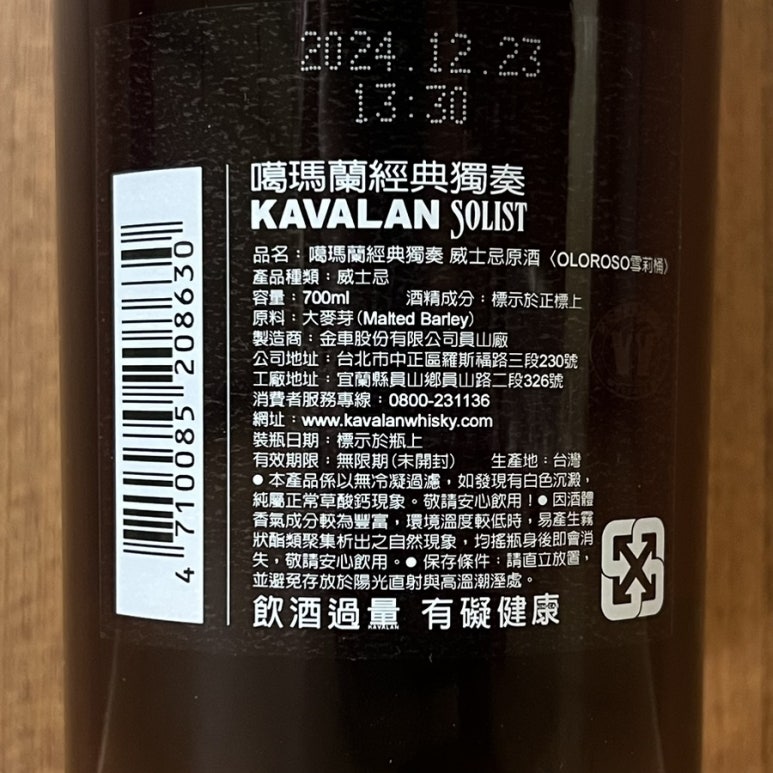 2024.12.23
13:30
噶瑪蘭經典獨奏
KAVALAN SOLIST
品名：噶瑪蘭經典獨奏 威士忌原酒〈OLOROSO雪莉桶〉
產品種類：威士忌
容量：700ml 酒精成分：標示於正標上
原料：大麥芽(Malted Barley)
製造商：金車股份有限公司員山廠
公司地址：台北市中正區羅斯福路三段230號
工廠地址：宜蘭縣員山鄉員山路二段326號
消費者服務專線：0800-231136
網址：www.kavalanwhisky.com
裝瓶日期：標示於瓶上
有效期限：無限期(未開封) 生產地：台灣
●本產品係以無冷凝過濾，如發現有白色沉澱，
純屬正常草酸鈣現象。敬請安心飲用！●因酒體
香氣成分較為豐富，環境溫度較低時，易產生霧
狀酯類聚集析出之自然現象，均搖瓶身後即會消
失，敬請安心飲用。●保存條件：請直立放置，
並避免存放於陽光直射與高溫潮溼處。
飲酒過量 有礙健康
4 710085 208630